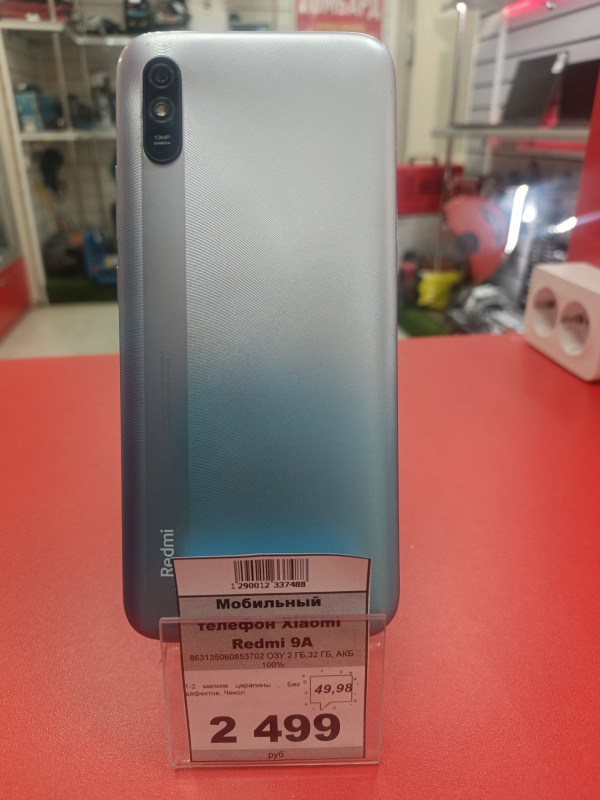 ЛОМБАРД
13MP
Redmi
1 290012 337488
Мобильный
телефон Xiaomi
Redmi 9A
863135060853702 ОЗУ 2 ГБ,32 ГБ, АКБ
100%
1-2 мелкие царапины . Без
дефектов, Чехол
49,98
2 499
руб